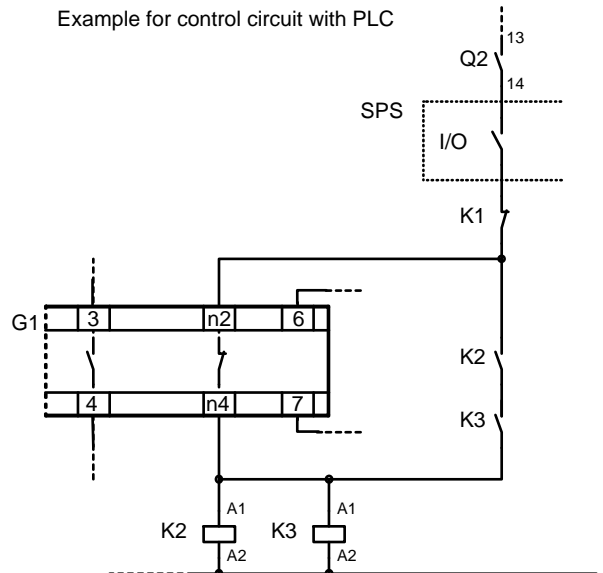 Example for control circuit with PLC
13
Q2
14
SPS
I/O
K1
G1
3
n2
6
4
n4
7
K2
K3
A1
A1
K2
K3
A2
A2